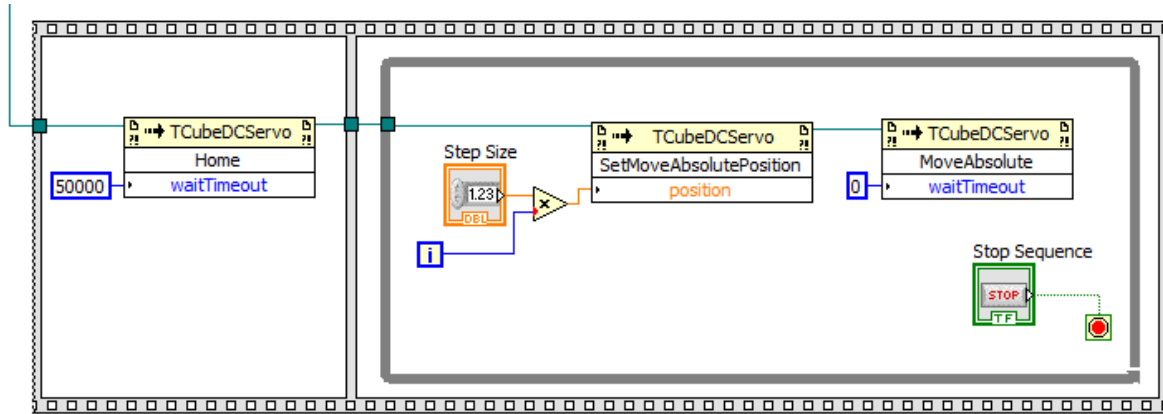 TCubeDCServo
Home
50000
waitTimeout
Step Size
1.23
DBL
i
×
TCubeDCServo
SetMoveAbsolutePosition
position
TCubeDCServo
MoveAbsolute
0
waitTimeout
Stop Sequence
STOP
TF